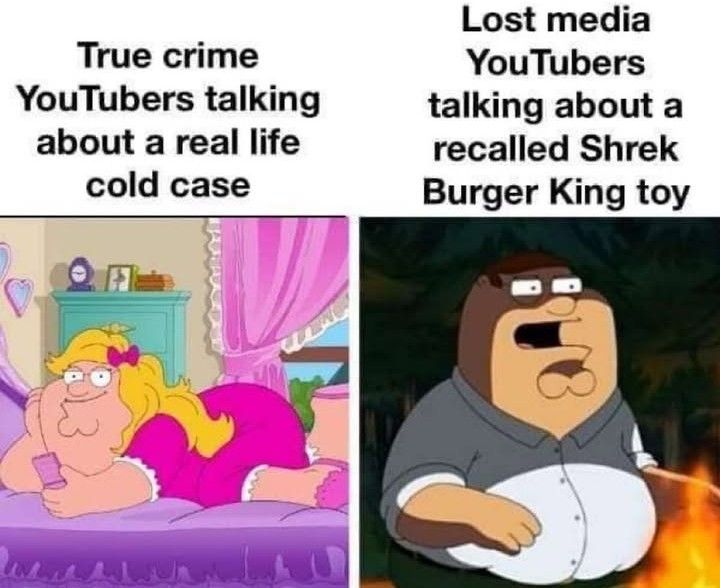 True crime
YouTubers talking
about a real life
cold case
Lost media
YouTubers
talking about a
recalled Shrek
Burger King toy